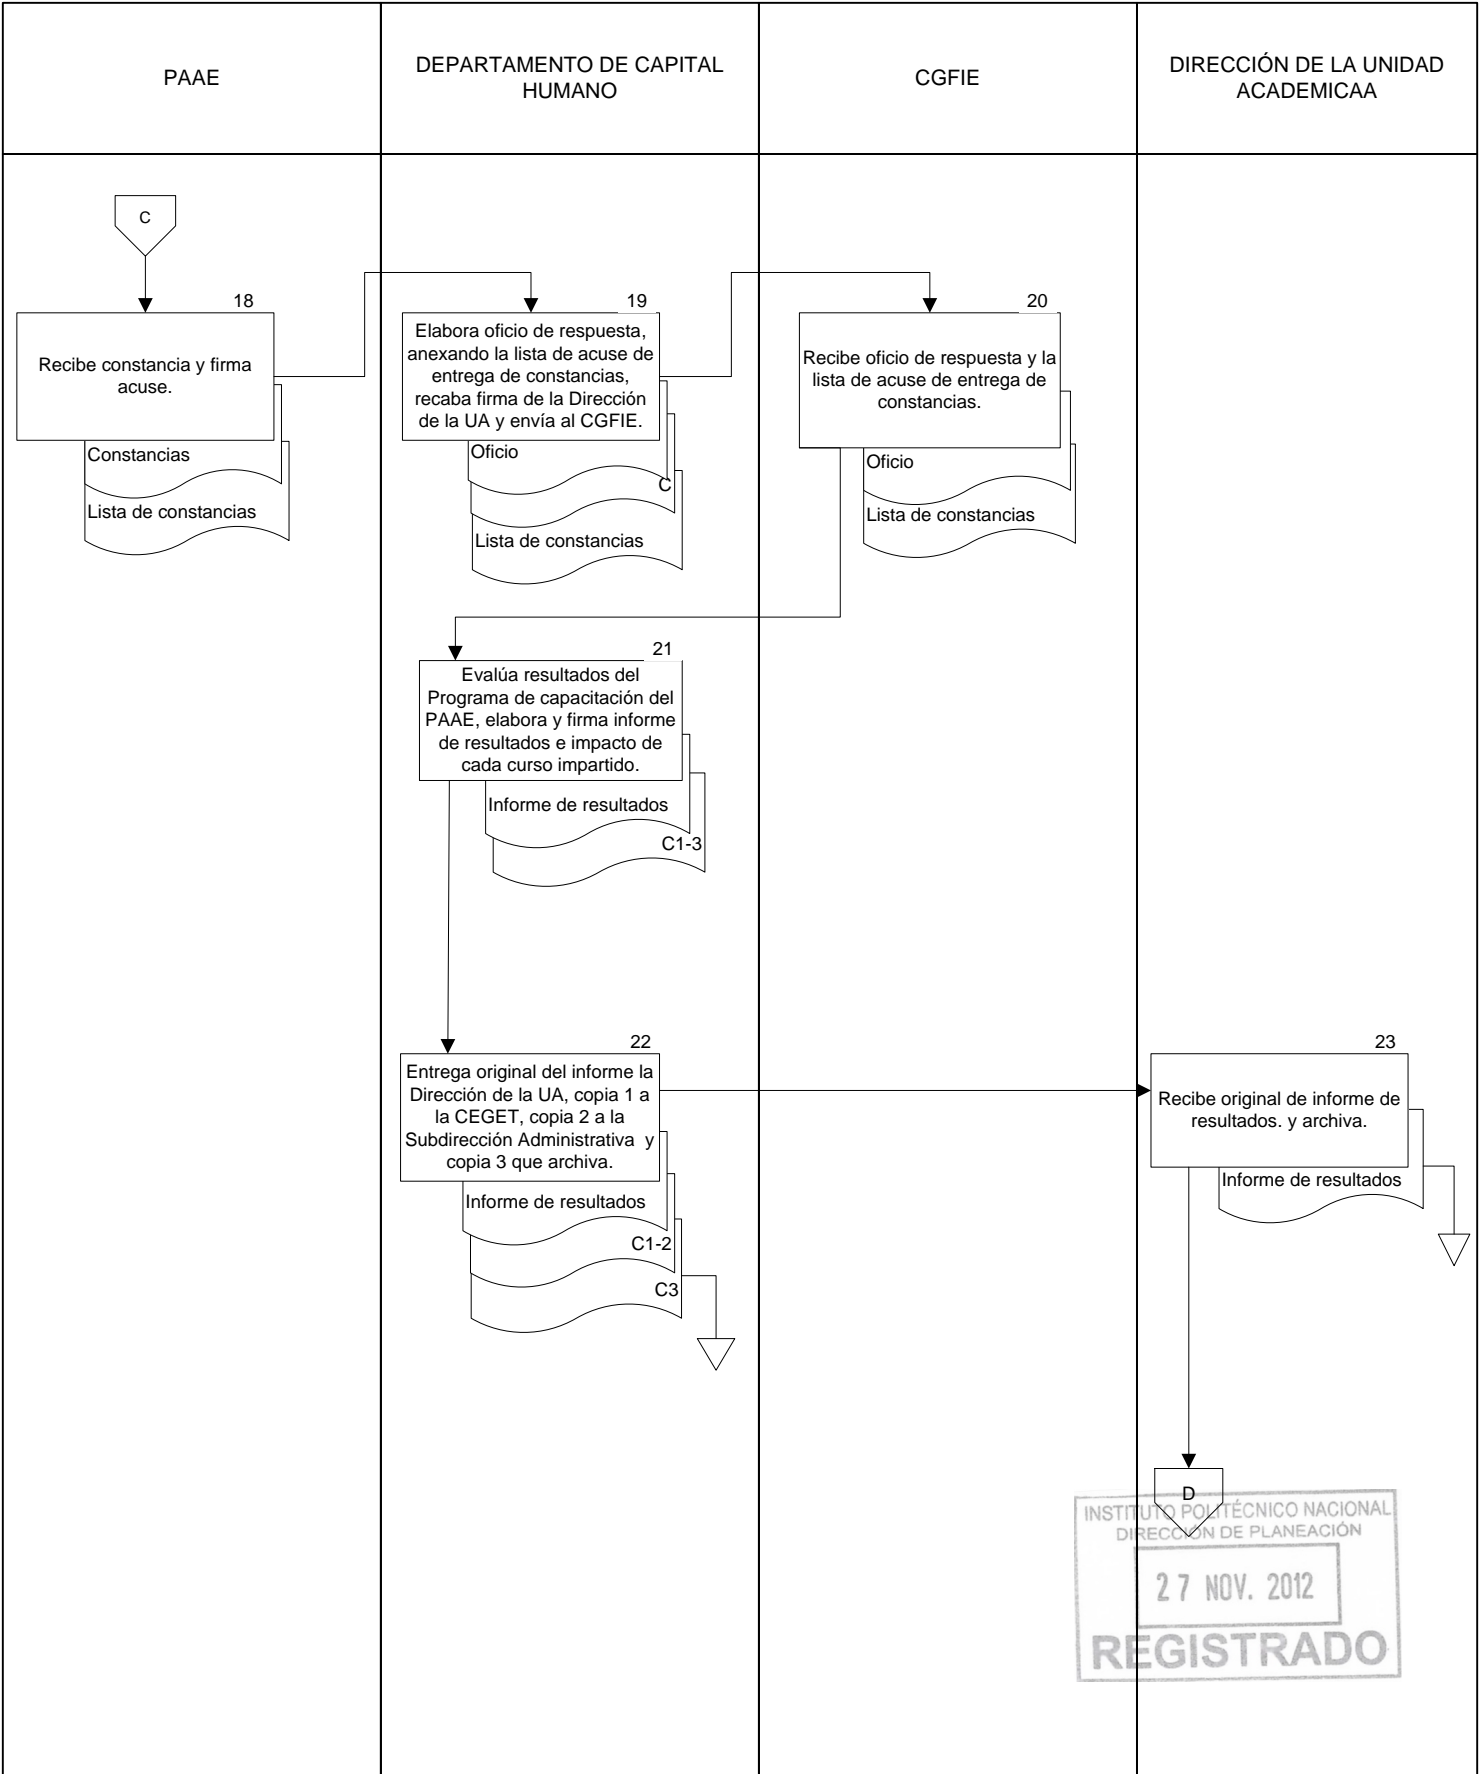 PAAE
DEPARTAMENTO DE CAPITAL
HUMANO
CGFIE
DIRECCIÓN DE LA UNIDAD
ACADEMICAA
C
18
Recibe constancia y firma
acuse.
Constancias
Lista de constancias
19
Elabora oficio de respuesta,
anexando la lista de acuse de
entrega de constancias,
recaba firma de la Dirección
de la UA y envía al CGFIE.
Oficio
C
Lista de constancias
20
Recibe oficio de respuesta y la
lista de acuse de entrega de
constancias.
Oficio
Lista de constancias
21
Evalúa resultados del
Programa de capacitación del
PAAE, elabora y firma informe
de resultados e impacto de
cada curso impartido.
Informe de resultados
C1-3
22
Entrega original del informe la
Dirección de la UA, copia 1 a
la CEGET, copia 2 a la
Subdirección Administrativa y
copia 3 que archiva.
Informe de resultados
C1-2
C3
23
Recibe original de informe de
resultados. y archiva.
Informe de resultados
D
INSTITUTO POLITÉCNICO NACIONAL
DIRECCIÓN DE PLANEACIÓN
27 NOV. 2012
REGISTRADO